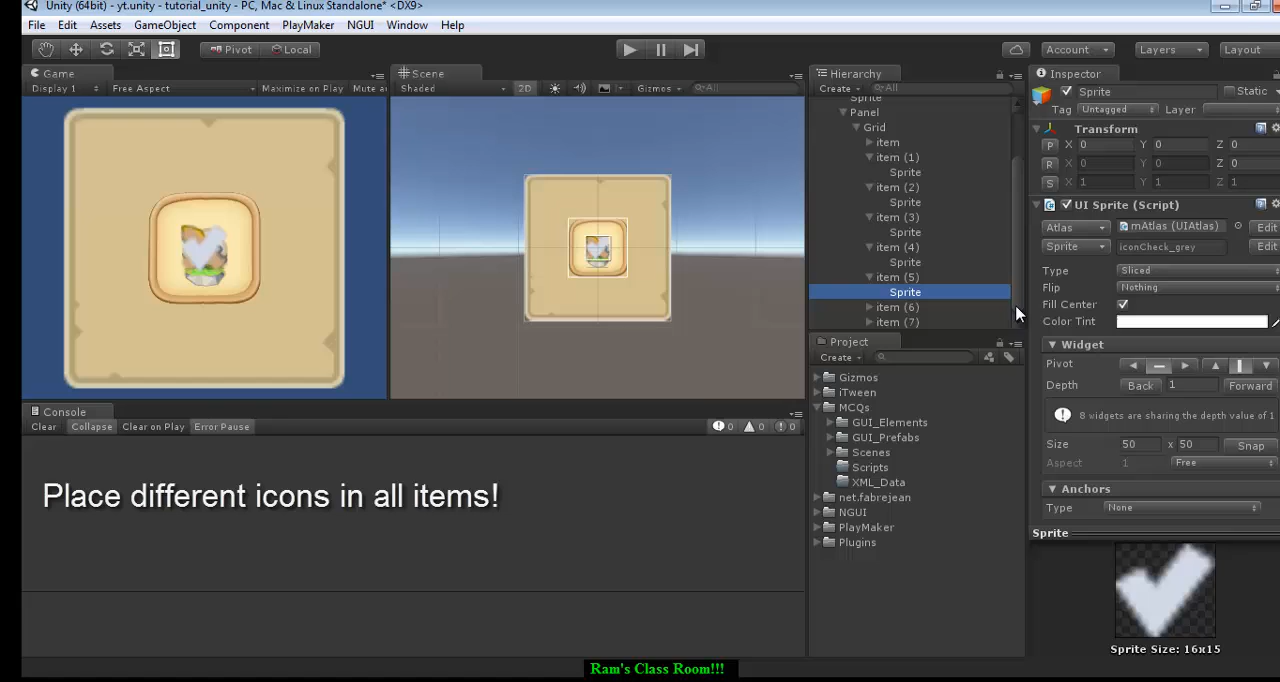 Unity (64bit) - yt.unity - tutorial_unity - PC, Mac & Linux Standalone* <DX9>
File Edit Assets GameObject Component PlayMaker NGUI Window Help
Pivot Local Account Layers Layout
Game
Display 1 Free Aspect Maximize on Play Mute au
Scene
Shaded 2D Gizmos All
Hierarchy
Create All
Sprite
Panel
Grid
item
item (1)
Sprite
item (2)
Sprite
item (3)
Sprite
item (4)
Sprite
item (5)
Sprite
item (6)
item (7)
Project
Create
Gizmos
iTween
MCQs
GUI_Elements
GUI_Prefabs
Scenes
Scripts
XML_Data
net.fabrejean
NGUI
PlayMaker
Plugins
Inspector
Sprite Static
Tag Untagged Layer
Transform
P X 0 Y 0 Z 0
R X 0 Y 0 Z 0
S X 1 Y 1 Z 1
UI Sprite (Script)
Atlas mAtlas (UIAtlas) Edit
Sprite iconCheck_grey Edit
Type Sliced
Flip Nothing
Fill Center
Color Tint
Widget
Pivot
Depth Back 1 Forward
8 widgets are sharing the depth value of 1
Size 50 x 50 Snap
Aspect 1 Free
Anchors
Type None
Sprite
Sprite Size: 16x15
Console
Clear Collapse Clear on Play Error Pause 0 0 0
Place different icons in all items!
Ram's Class Room!!!